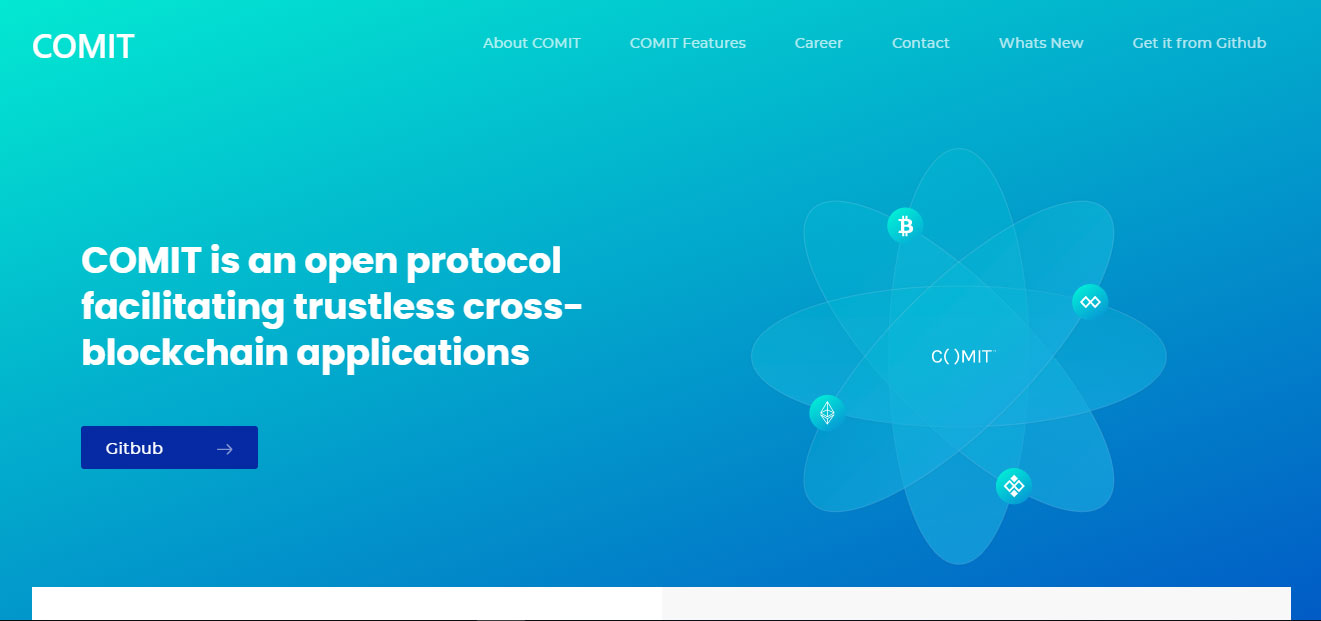 COMIT
About COMIT COMIT Features Career Contact Whats New Get it from Github
COMIT is an open protocol
facilitating trustless cross-
blockchain applications
C()MIT
Gitbub